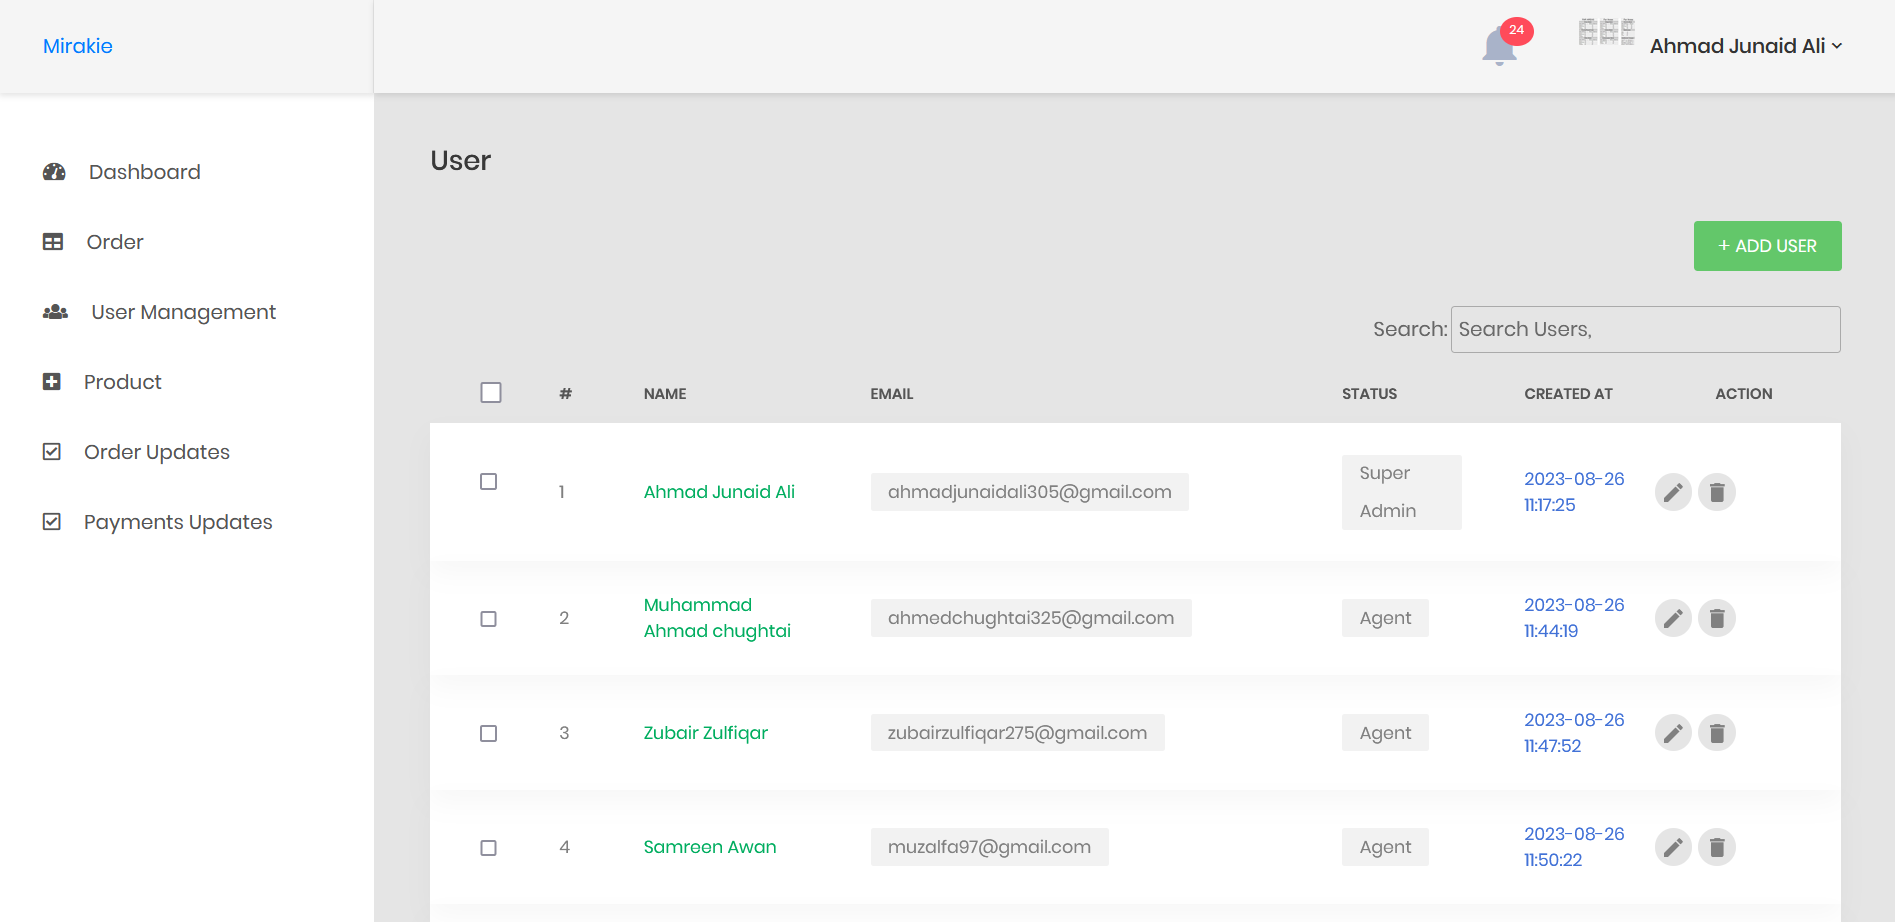 Mirakie
24
Ahmad Junaid Ali
Dashboard
Order
User Management
Product
Order Updates
Payments Updates
User
+ ADD USER
Search: Search Users,
# NAME EMAIL STATUS CREATED AT ACTION
1 Ahmad Junaid Ali ahmadjunaidali305@gmail.com Super Admin 2023-08-26 11:17:25
2 Muhammad Ahmad chughtai ahmedchughtai325@gmail.com Agent 2023-08-26 11:44:19
3 Zubair Zulfiqar zubairzulfiqar275@gmail.com Agent 2023-08-26 11:47:52
4 Samreen Awan muzalfa97@gmail.com Agent 2023-08-26 11:50:22